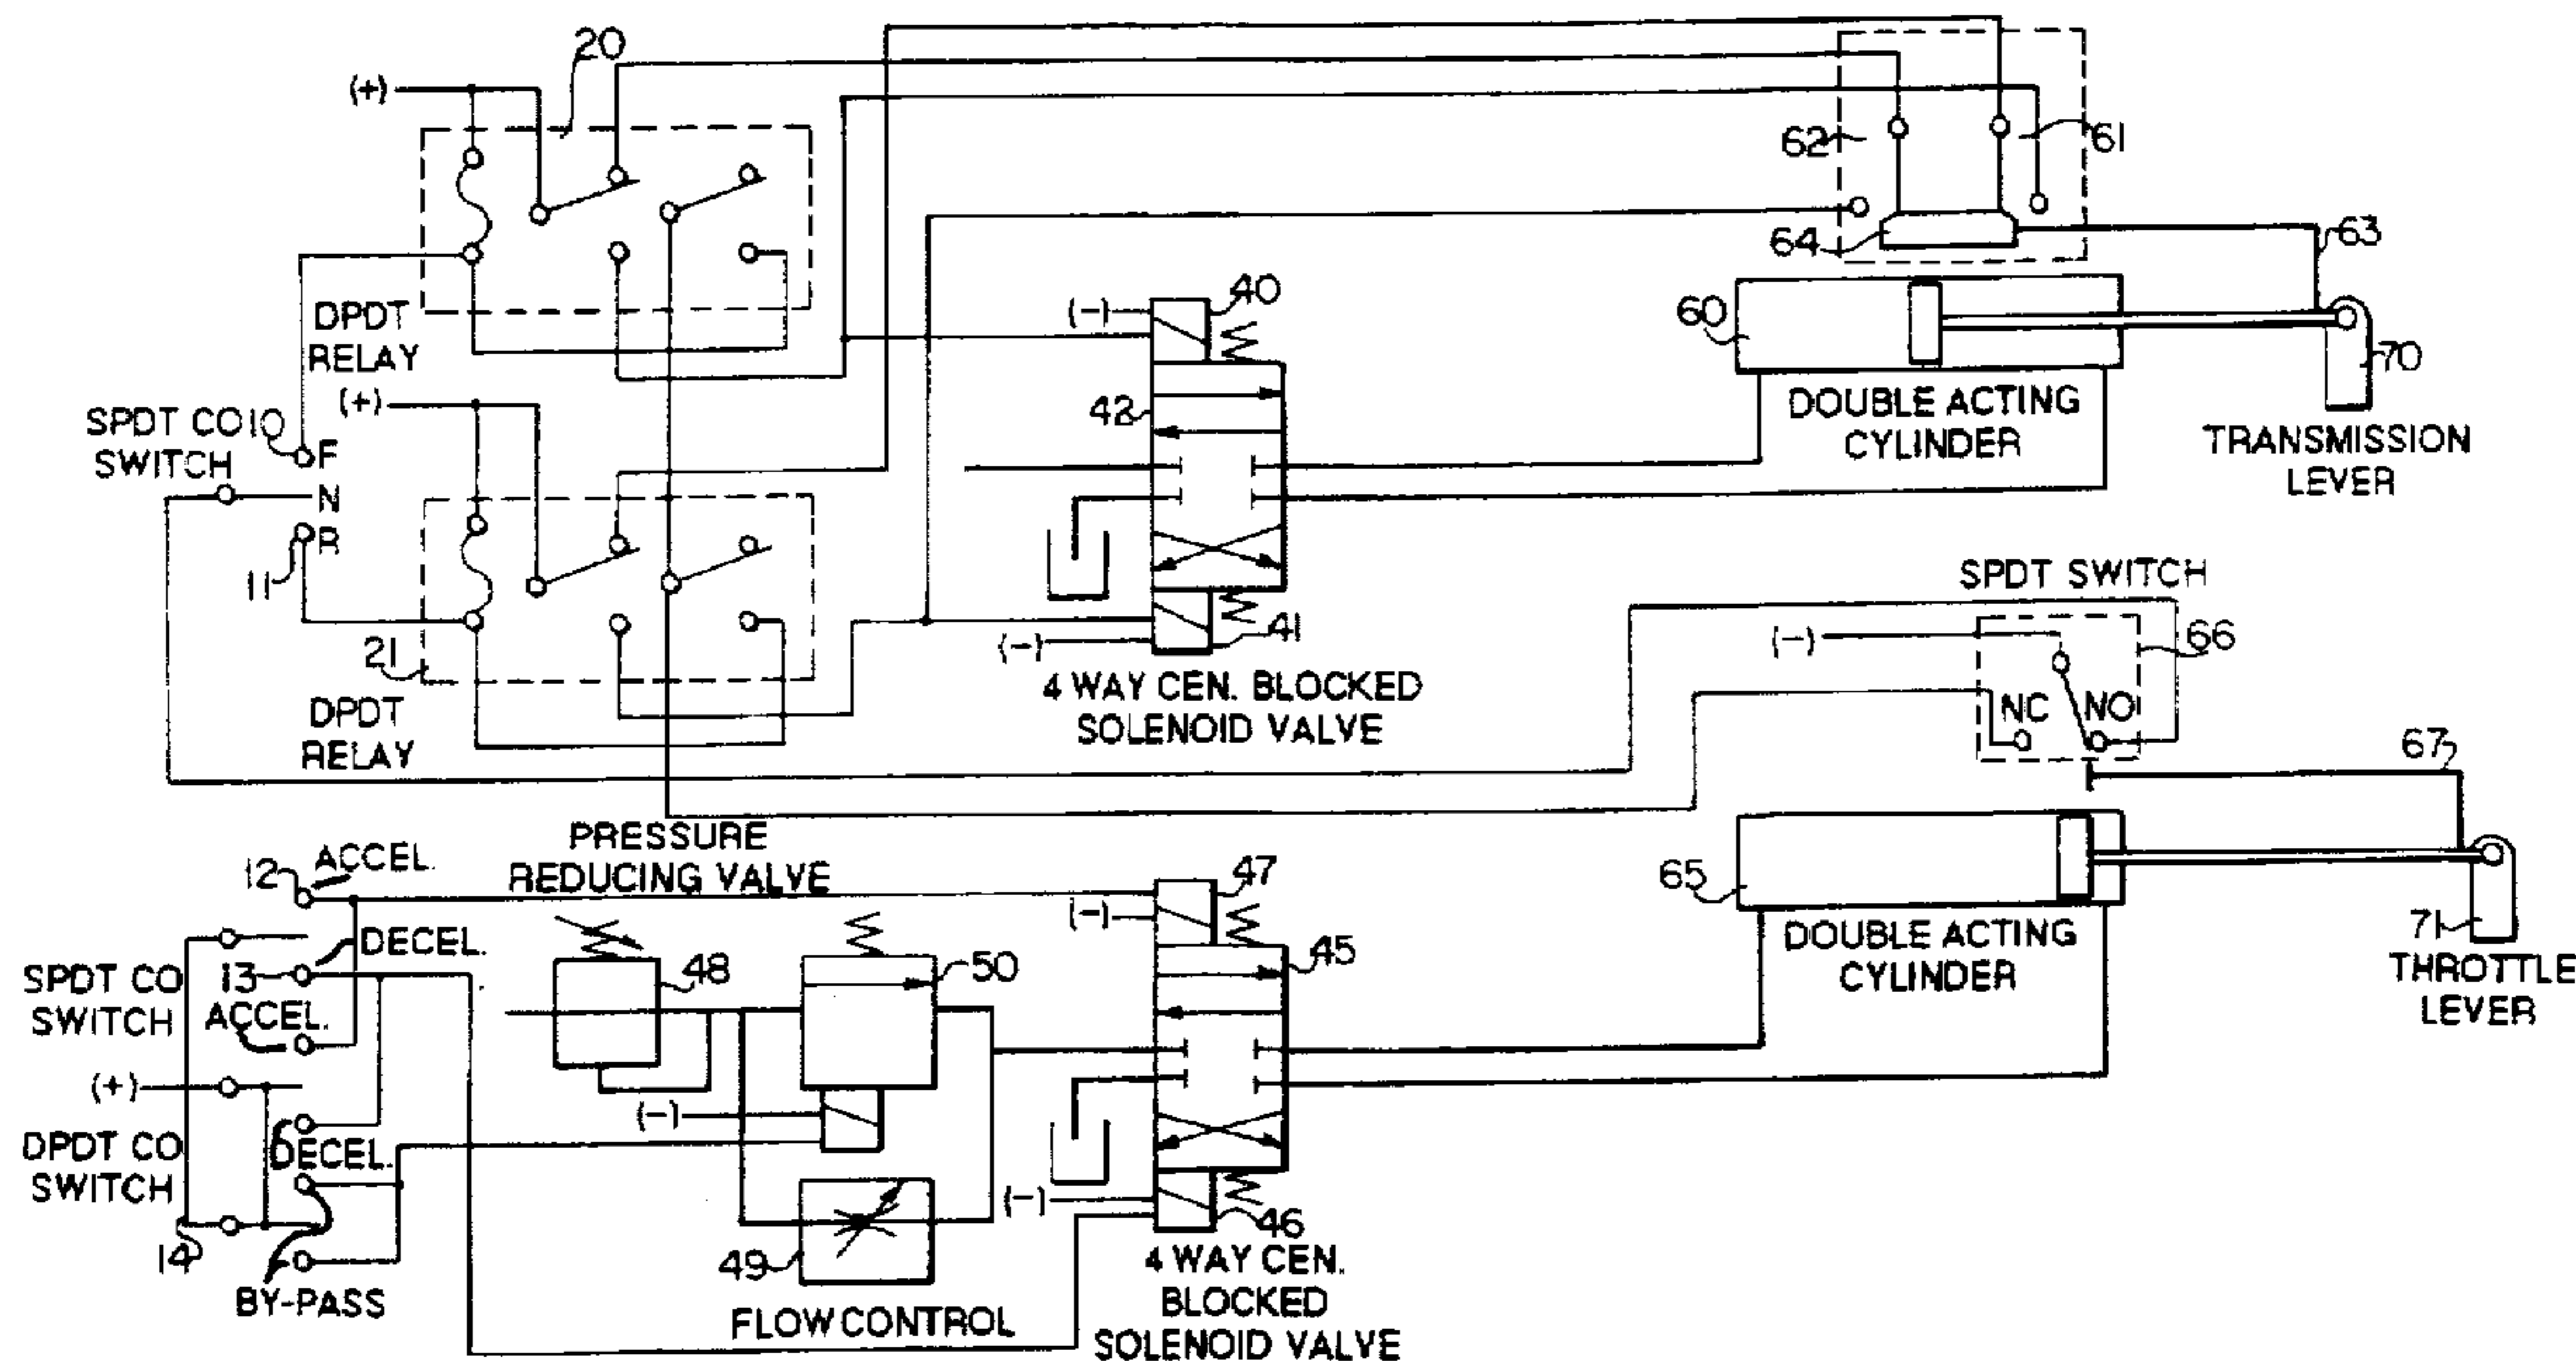 20
(+)
62
61
64
63
40
(-)
60
70
DPDT
RELAY
42
DOUBLE ACTING
CYLINDER
TRANSMISSION
LEVER
(+)
SPDT CO
SWITCH
10
F
N
R
11
21
DPDT
RELAY
41
(-)
4 WAY CEN. BLOCKED
SOLENOID VALVE
SPDT SWITCH
66
(-)
NC
NO
67
PRESSURE
REDUCING VALVE
12
ACCEL.
47
(-)
65
DOUBLE ACTING
CYLINDER
71
THROTTLE
LEVER
DECEL.
13
SPDT CO
SWITCH
ACCEL.
48
50
45
(+)
(-)
DPDT CO
SWITCH
DECEL.
14
BY-PASS
49
FLOW CONTROL
(-)
46
4 WAY CEN.
BLOCKED
SOLENOID VALVE